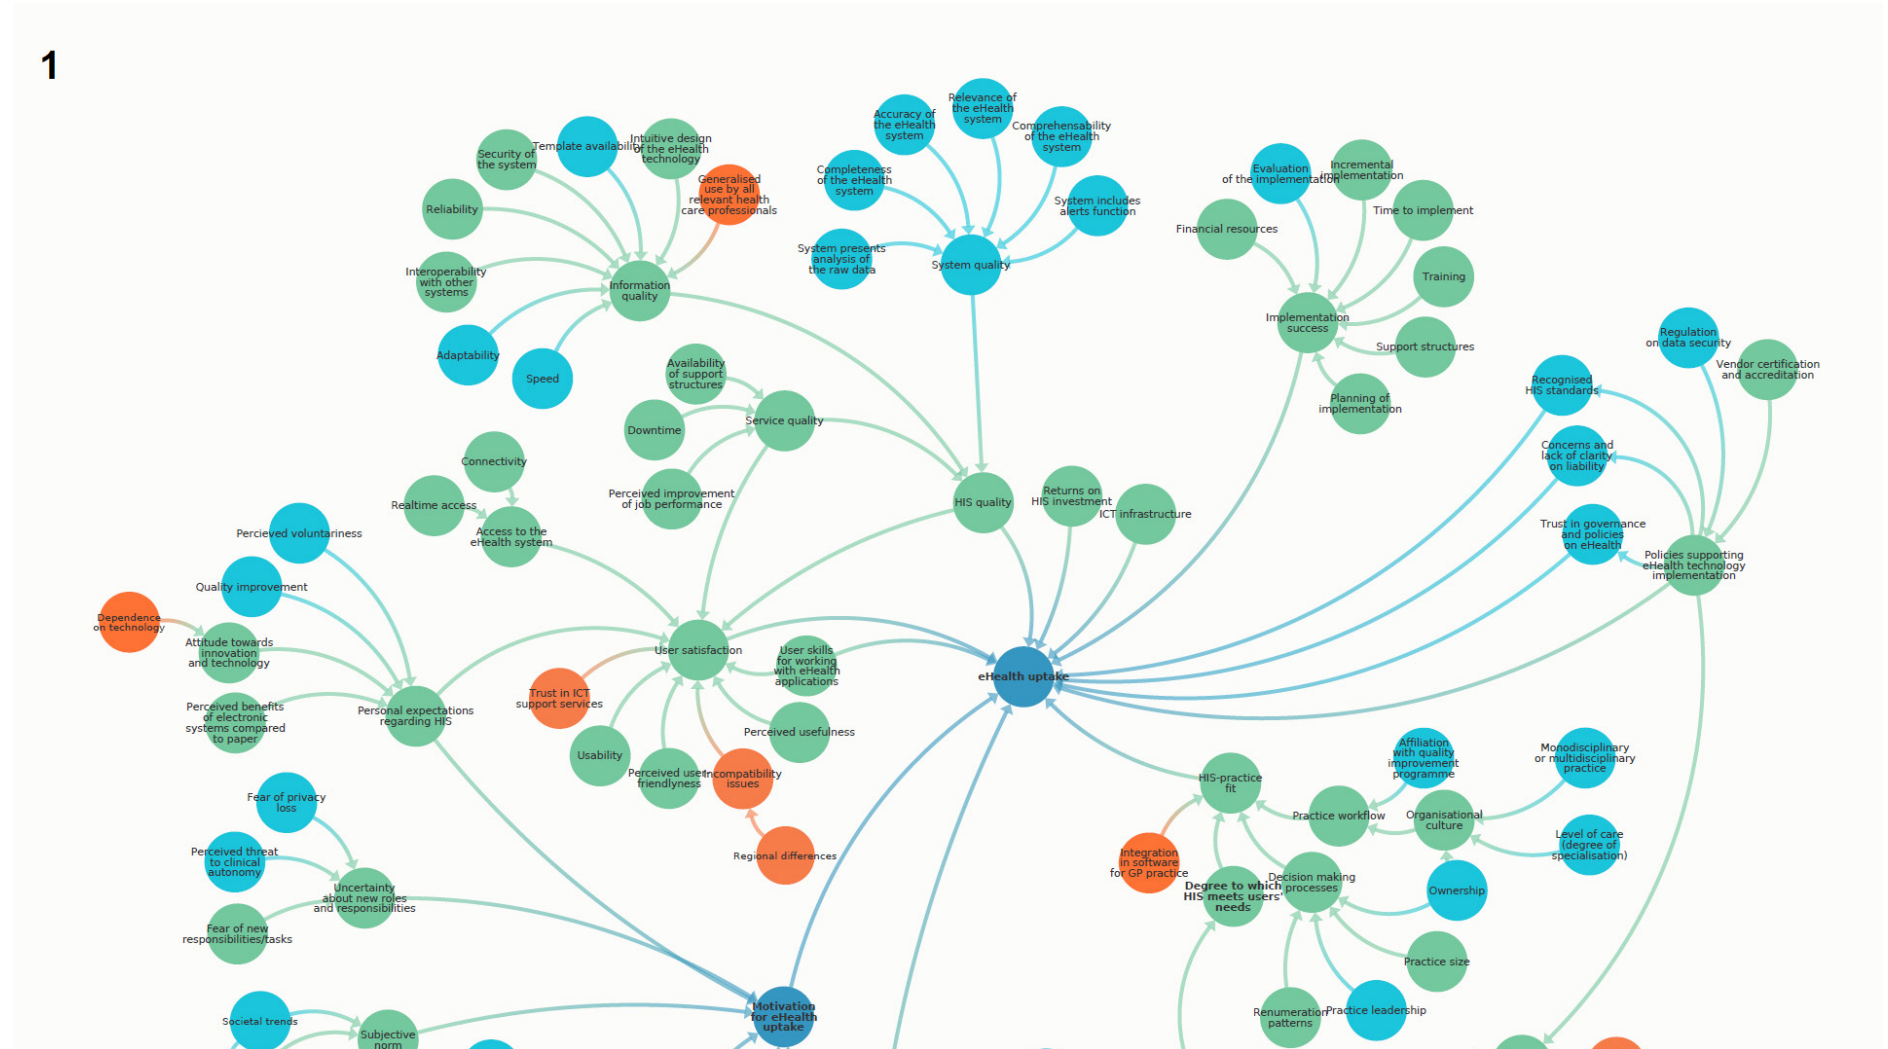 1
Relevance of
the eHealth
system
Accuracy of
the eHealth
system
Comprehensability
of the eHealth
system
Completeness
of the eHealth
system
System includes
alerts function
System presents
analysis of
the raw data
System quality
Security of
the system
Template availability
Intuitive design
of the eHealth
technology
Generalised
use by all
relevant health
care professionals
Reliability
Interoperability
with other
systems
Information
quality
Adaptability
Speed
Evaluation
of the implementation
Incremental
implementation
Time to implement
Financial resources
Training
Implementation
success
Support structures
Planning of
implementation
Regulation
on data security
Vendor certification
and accreditation
Recognised
HIS standards
Concerns and
lack of clarity
on liability
Trust in governance
and policies
on eHealth
Policies supporting
eHealth technology
implementation
Availability
of support
structures
Service quality
Downtime
Perceived improvement
of job performance
Connectivity
Realtime access
Access to the
eHealth system
HIS quality
Returns on
HIS investment
ICT infrastructure
Percieved voluntariness
Quality improvement
Dependence
on technology
Attitude towards
innovation
and technology
Perceived benefits
of electronic
systems compared
to paper
Personal expectations
regarding HIS
User satisfaction
User skills
for working
with eHealth
applications
eHealth uptake
Trust in ICT
support services
Usability
Perceived user-
friendlyness
Incompatibility
issues
Perceived usefulness
Regional differences
Fear of privacy
loss
Perceived threat
to clinical
autonomy
Uncertainty
about new roles
and responsibilities
Fear of new
responsibilities/tasks
HIS-practice
fit
Affiliation
with quality
improvement
programme
Monodisciplinary
or multidisciplinary
practice
Practice workflow
Organisational
culture
Level of care
(degree of
specialisation)
Integration
in software
for GP practice
Degree to which
HIS meets users'
needs
Decision making
processes
Ownership
Practice size
Renumeration
patterns
Practice leadership
Motivation
for eHealth
uptake
Societal trends
Subjective
norm